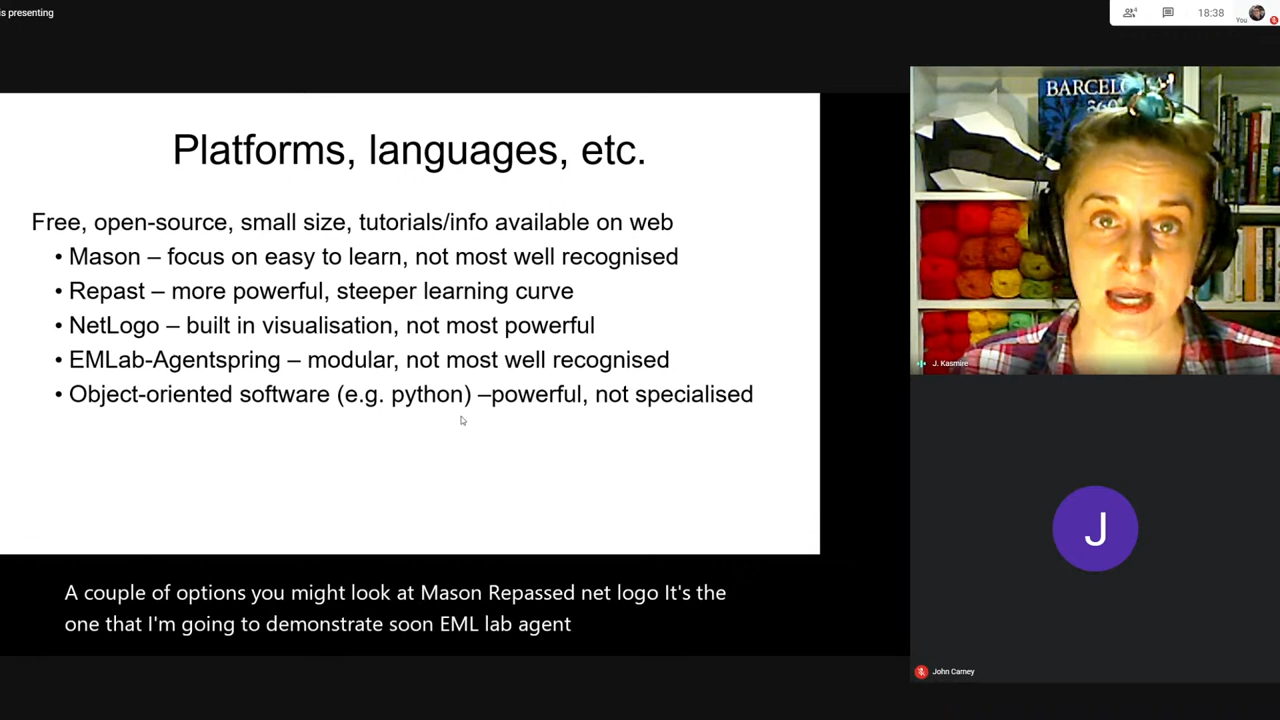 is presenting
4
18:38
You
Platforms, languages, etc.
Free, open-source, small size, tutorials/info available on web
• Mason – focus on easy to learn, not most well recognised
• Repast – more powerful, steeper learning curve
• NetLogo – built in visualisation, not most powerful
• EMLab-Agentspring – modular, not most well recognised
• Object-oriented software (e.g. python) –powerful, not specialised
BARCELONA
360°
J. Kasmire
J
A couple of options you might look at Mason Repassed net logo It's the
one that I'm going to demonstrate soon EML lab agent
John Carney